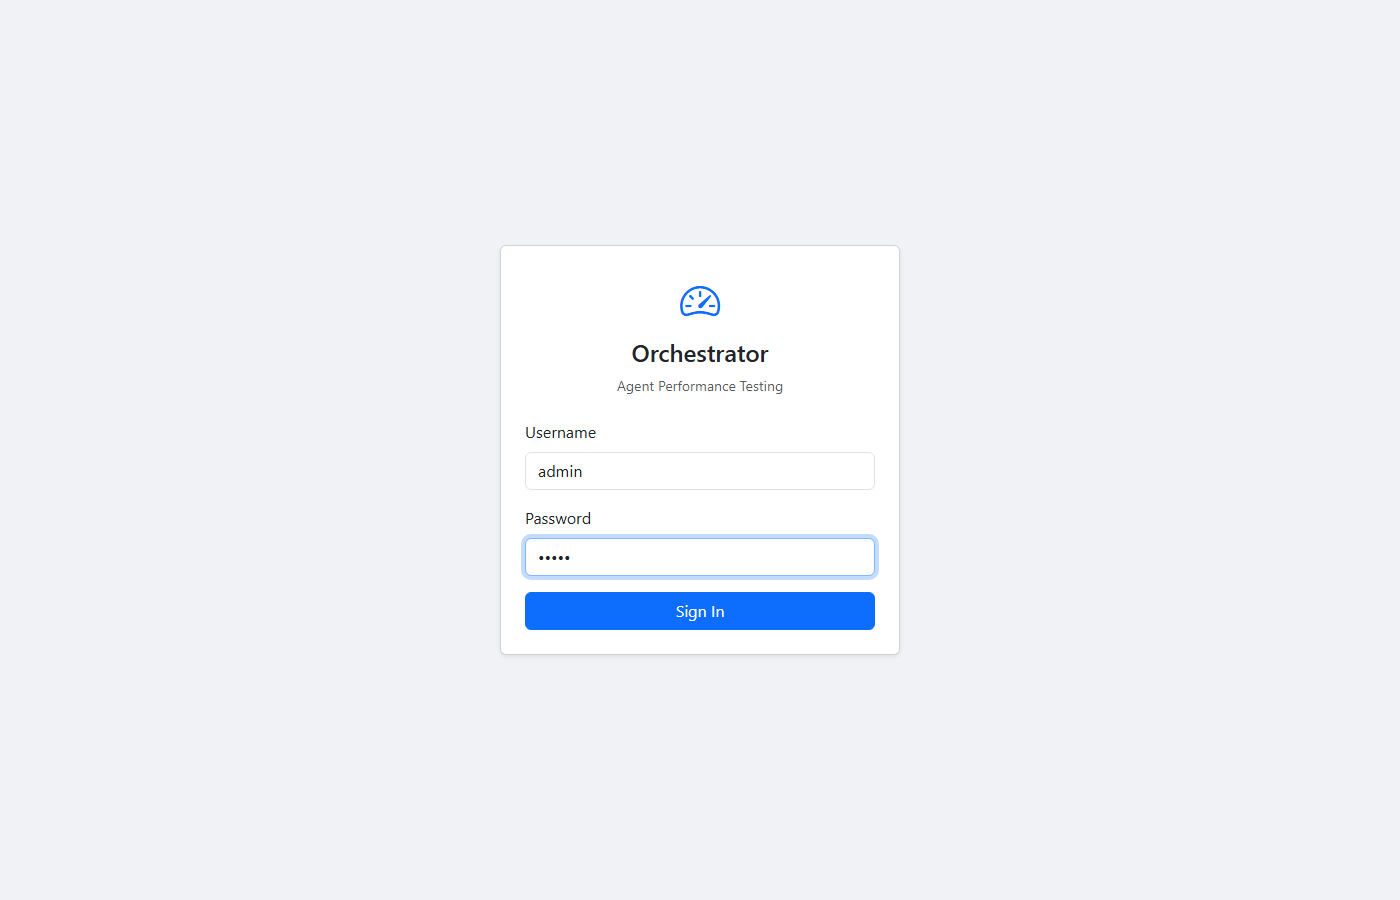 Orchestrator
Agent Performance Testing
Username
admin
Password
•••••
Sign In